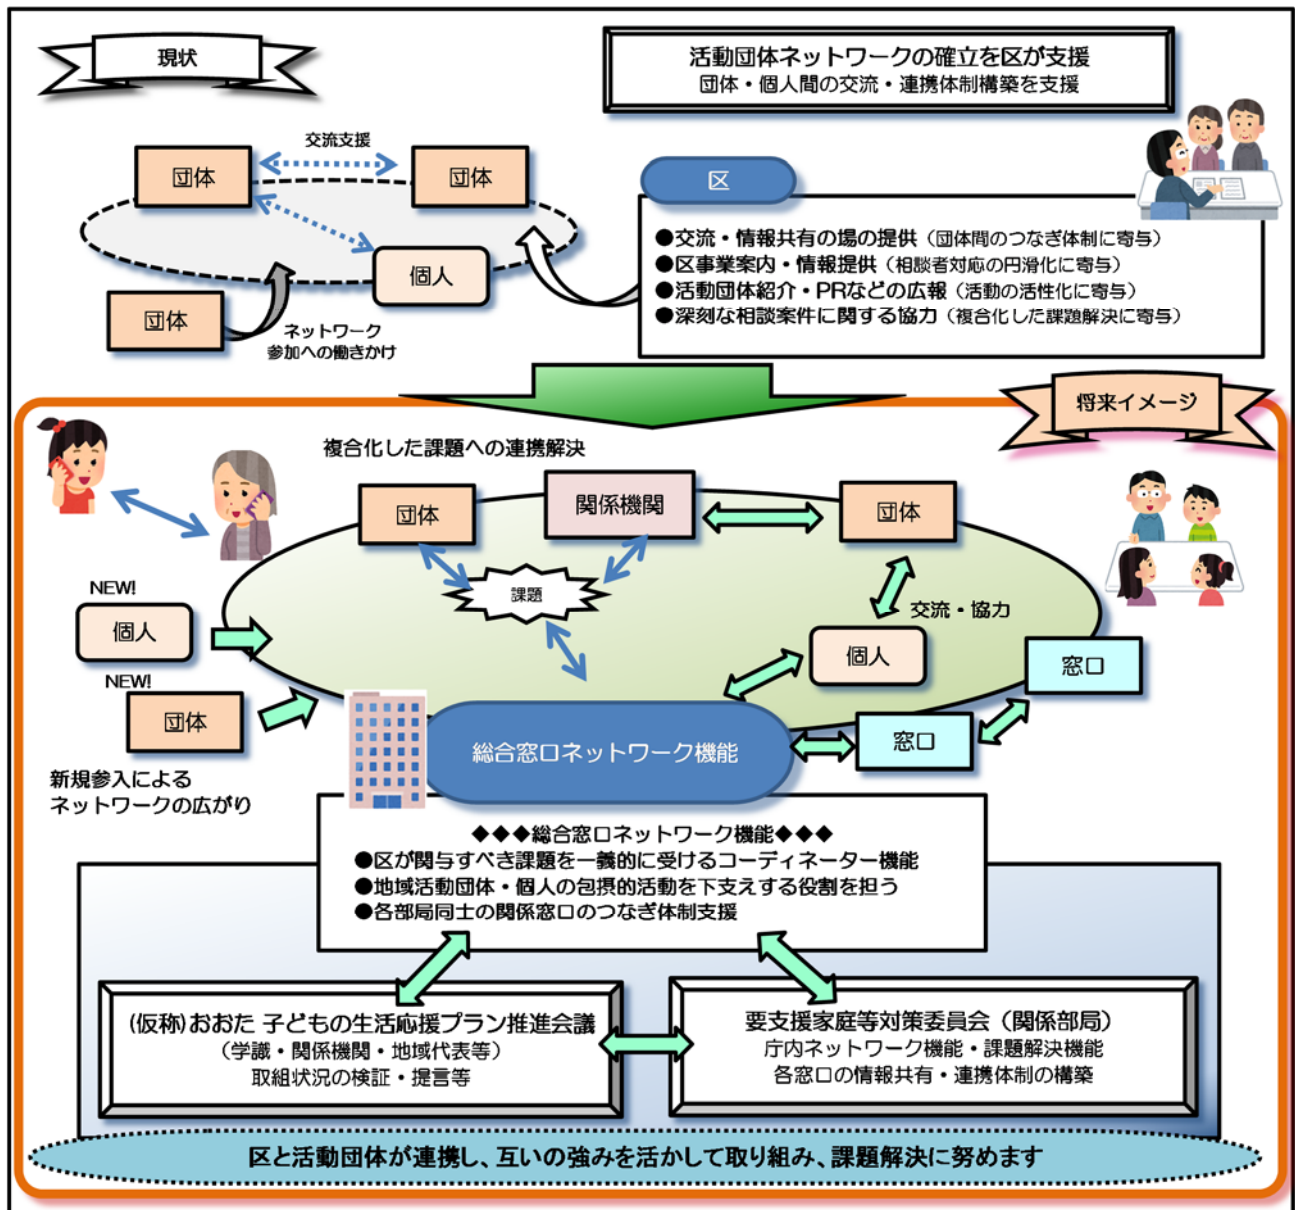 現状
活動団体ネットワークの確立を区が支援
団体・個人間の交流・連携体制構築を支援
交流支援
団体
団体
個人
団体
ネットワーク
参加への働きかけ
区
●交流・情報共有の場の提供（団体間のつなぎ体制に寄与）
●区事業案内・情報提供（相談者対応の円滑化に寄与）
●活動団体紹介・PRなどの広報（活動の活性化に寄与）
●深刻な相談案件に関する協力（複合化した課題解決に寄与）
将来イメージ
複合化した課題への連携解決
団体
関係機関
団体
課題
NEW!
個人
NEW!
団体
新規参入による
ネットワークの広がり
交流・協力
個人
窓口
窓口
総合窓口ネットワーク機能
◆◆◆総合窓口ネットワーク機能◆◆◆
●区が関与すべき課題を一義的に受けるコーディネーター機能
●地域活動団体・個人の包摂的活動を下支えする役割を担う
●各部局同士の関係窓口のつなぎ体制支援
(仮称)おおた 子どもの生活応援プラン推進会議
（学識・関係機関・地域代表等）
取組状況の検証・提言等
要支援家庭等対策委員会（関係部局）
庁内ネットワーク機能・課題解決機能
各窓口の情報共有・連携体制の構築
区と活動団体が連携し、互いの強みを活かして取り組み、課題解決に努めます